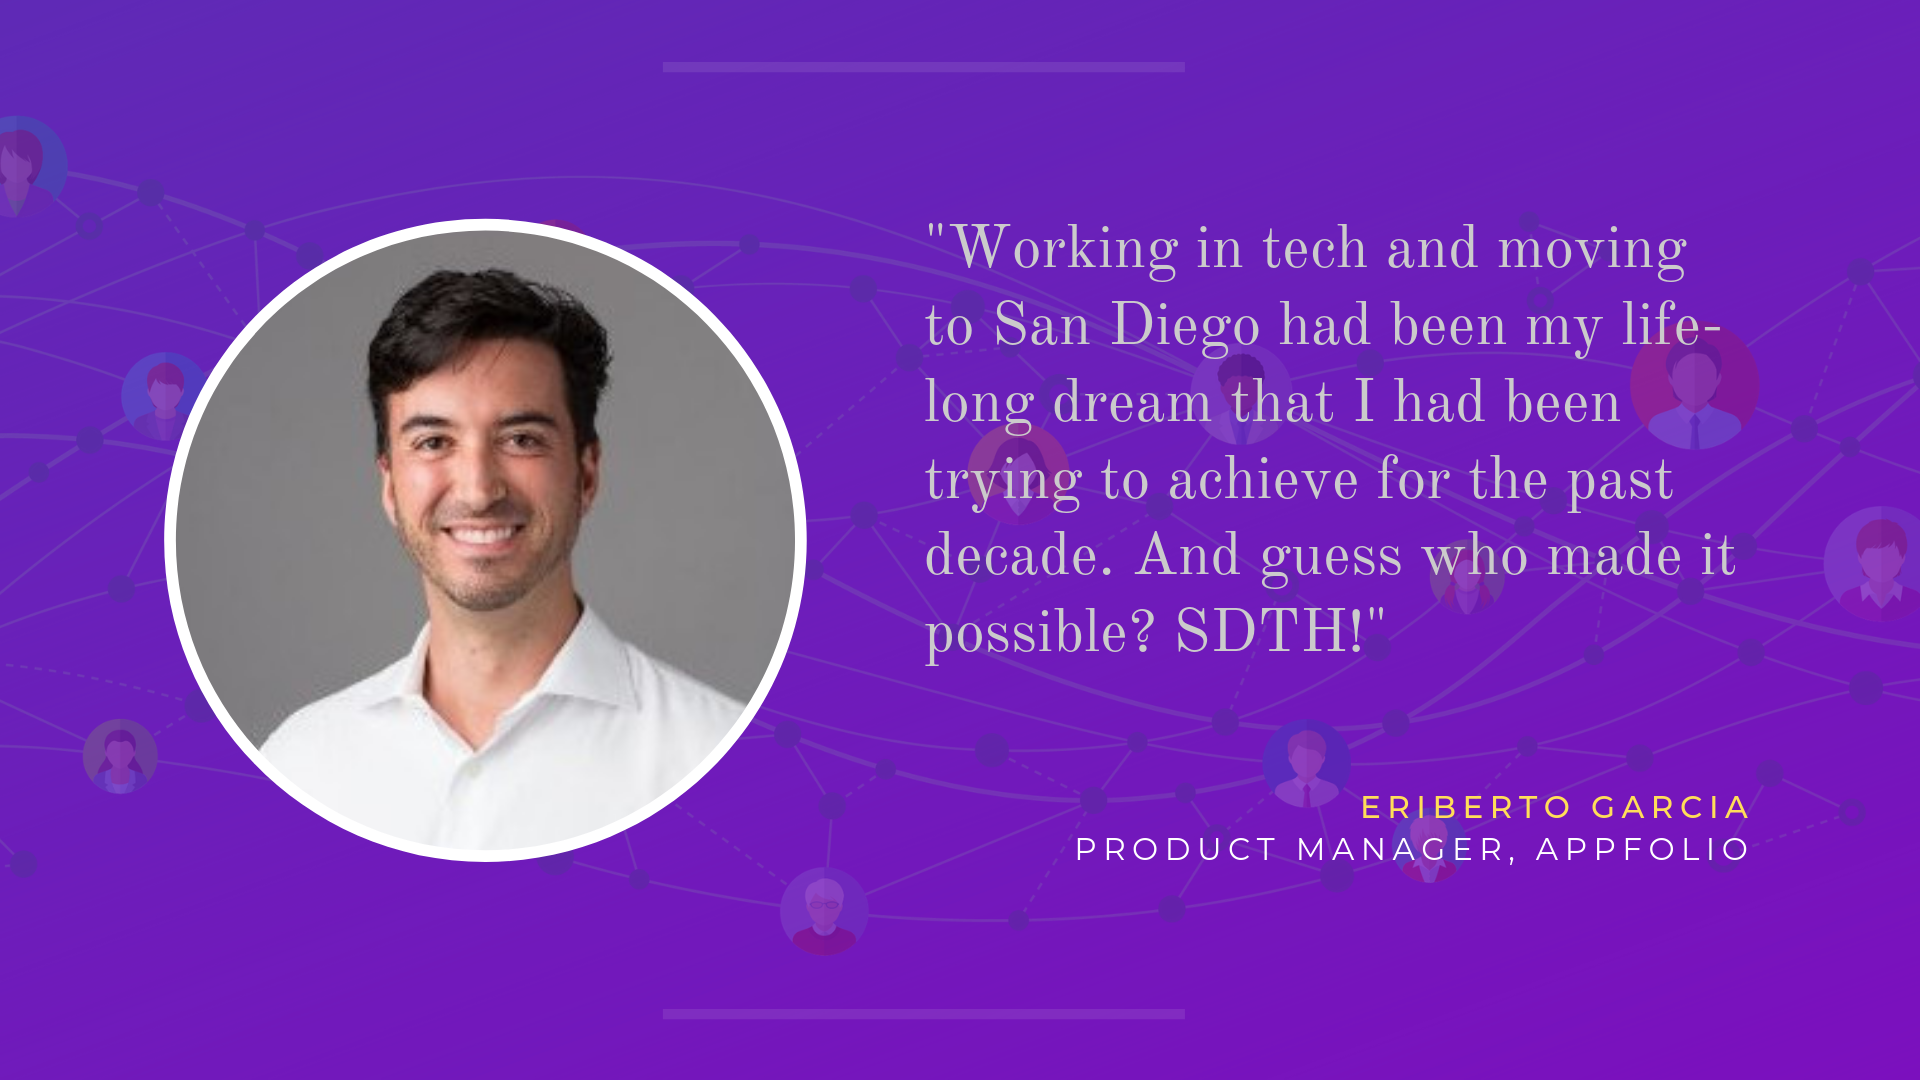 "Working in tech and moving
to San Diego had been my life-
long dream that I had been
trying to achieve for the past
decade. And guess who made it
possible? SDTH!"
ERIBERTO GARCIA
PRODUCT MANAGER, APPFOLIO